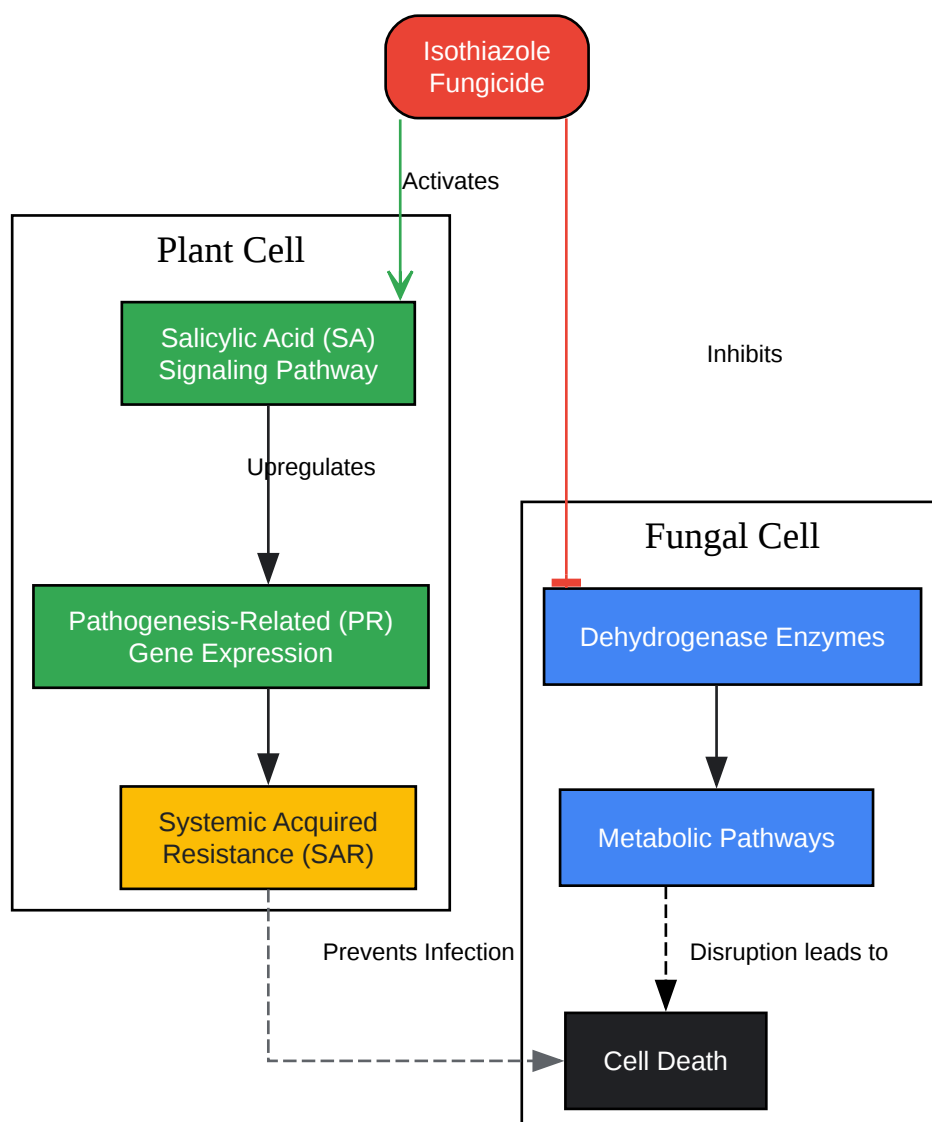 Isothiazole
Fungicide
Activates
Plant Cell
Salicylic Acid (SA)
Signaling Pathway
Inhibits
Upregulates
Fungal Cell
Pathogenesis-Related (PR)
Gene Expression
Dehydrogenase Enzymes
Systemic Acquired
Resistance (SAR)
Metabolic Pathways
Prevents Infection
Disruption leads to
Cell Death